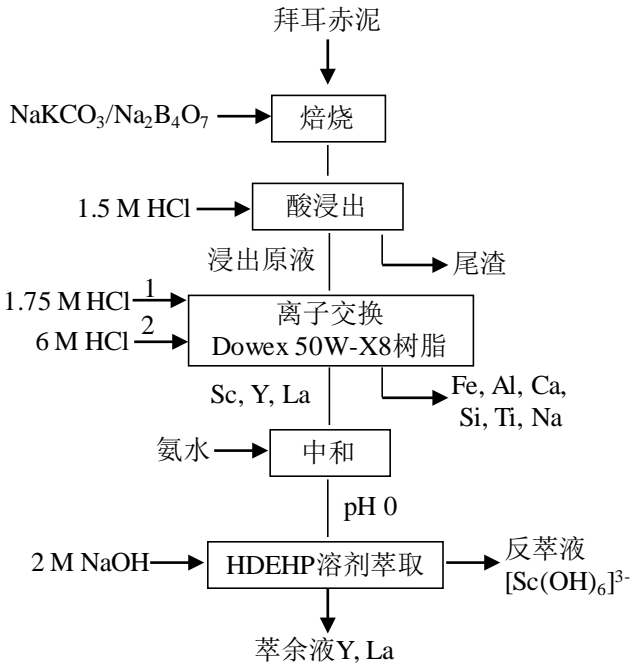 拜耳赤泥
NaKCO₃/Na₂B₄O₇
焙烧
1.5 M HCl
酸浸出
浸出原液
尾渣
1.75 M HCl
1
6 M HCl
2
离子交换
Dowex 50W-X8树脂
Sc, Y, La
Fe, Al, Ca,
Si, Ti, Na
氨水
中和
pH 0
2 M NaOH
HDEHP溶剂萃取
反萃液
[Sc(OH)₆]³⁻
萃余液Y, La